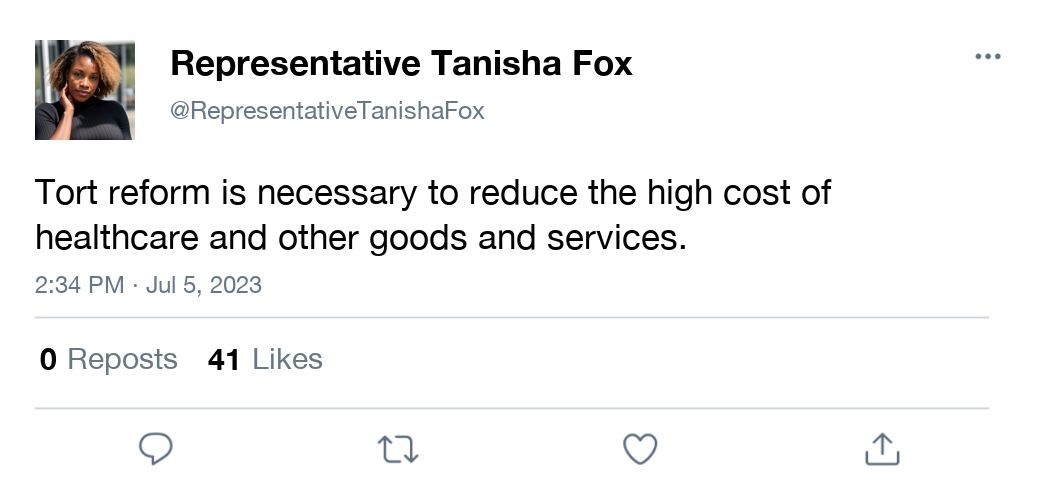 Representative Tanisha Fox
@RepresentativeTanishaFox
Tort reform is necessary to reduce the high cost of
healthcare and other goods and services.
2:34 PM · Jul 5, 2023
0 Reposts 41 Likes